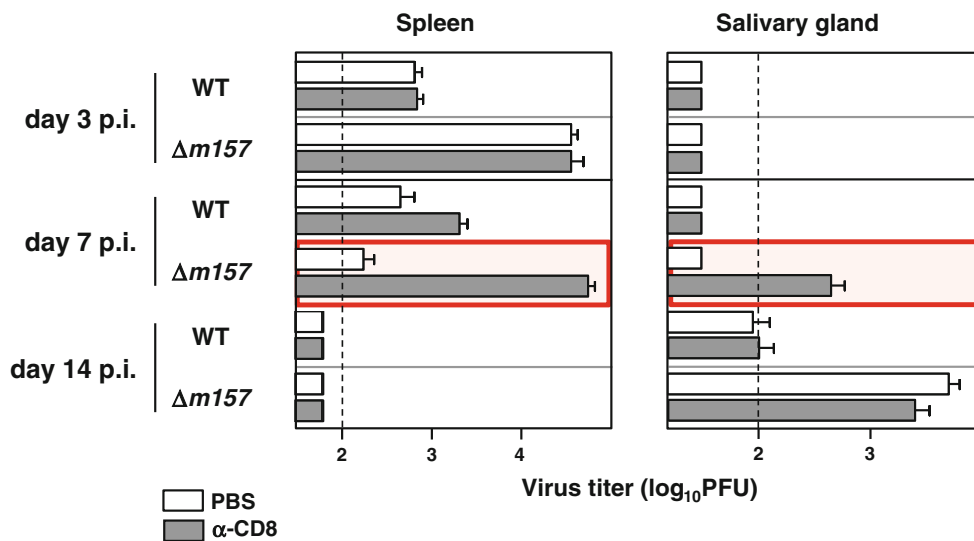 Spleen Salivary gland
WT
day 3 p.i.
Δm157
WT
day 7 p.i.
Δm157
WT
day 14 p.i.
Δm157
2 3 4 2 3
Virus titer (log₁₀PFU)
PBS
α-CD8